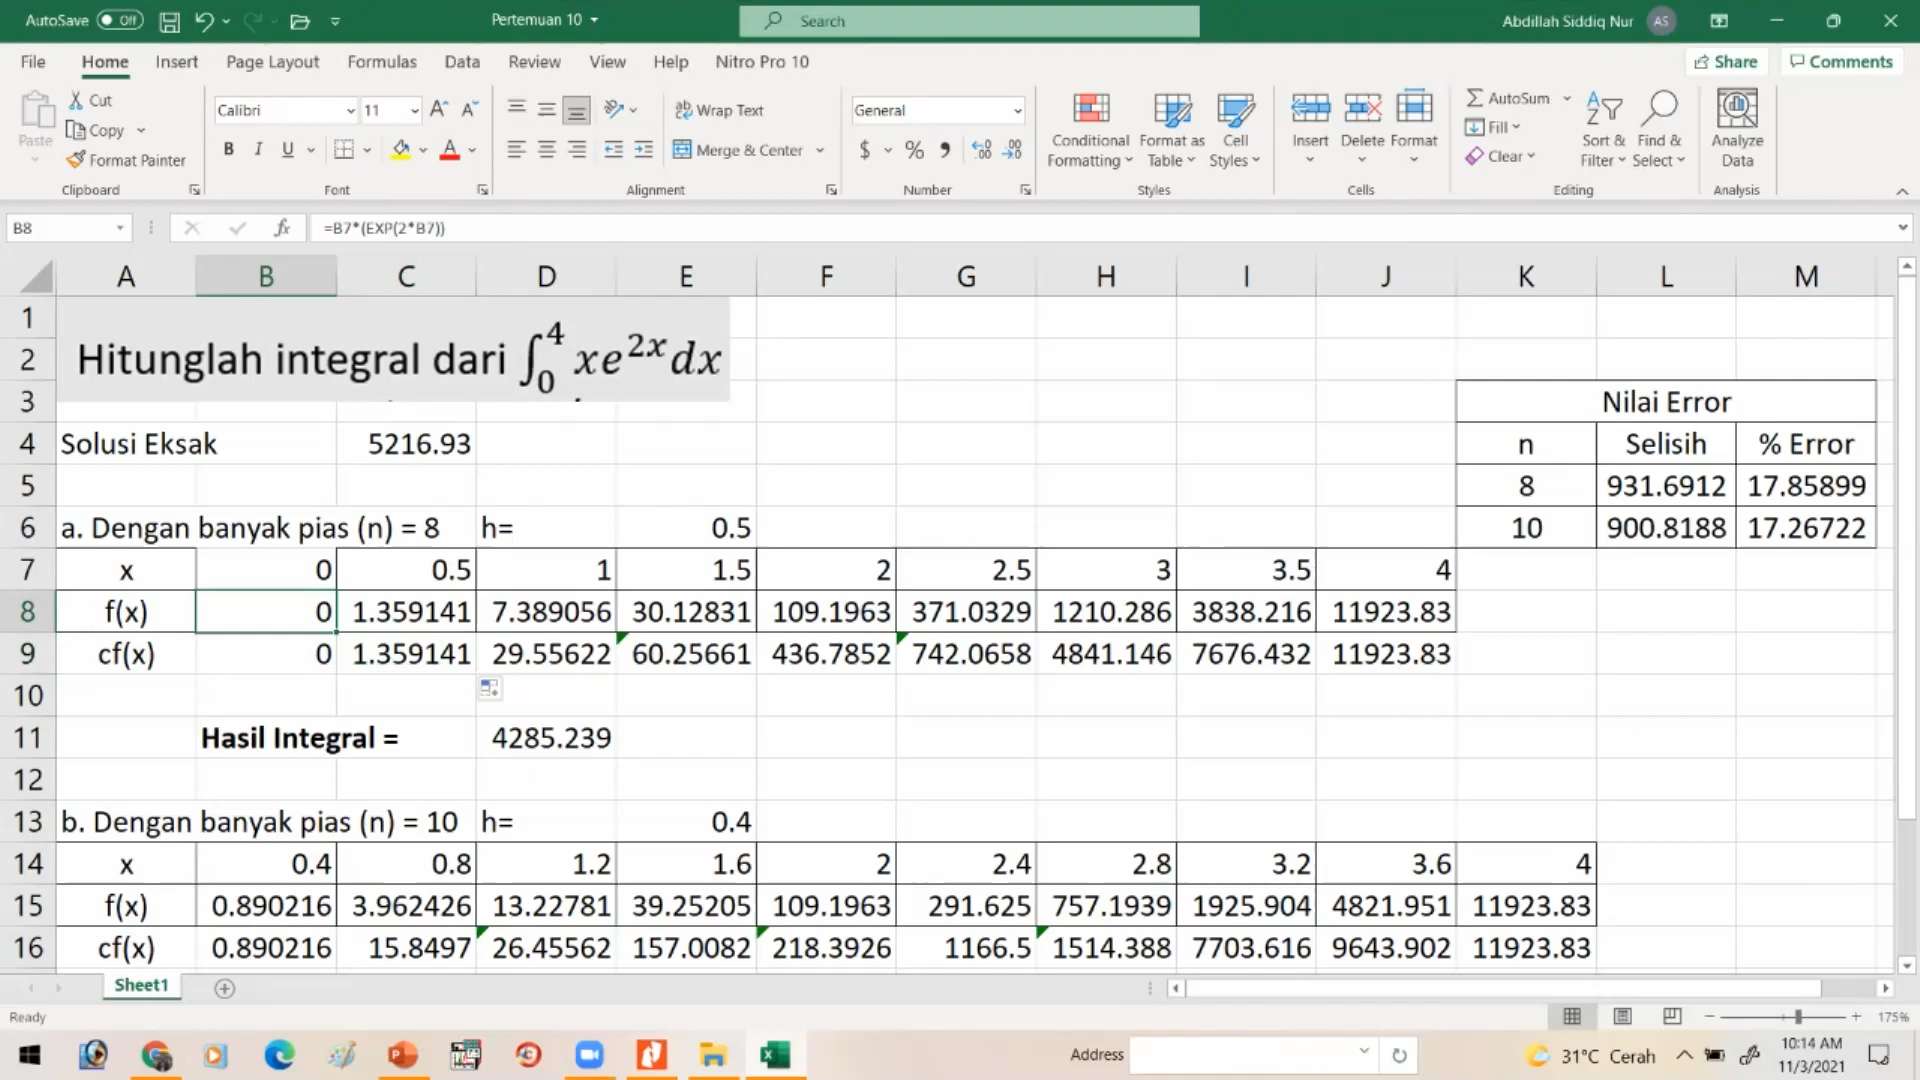 AutoSave Off Pertemuan 10 Search Abdillah Siddiq Nur AS
File Home Insert Page Layout Formulas Data Review View Help Nitro Pro 10 Share Comments
Paste Cut Copy Format Painter
Calibri 11
B I U A
Wrap Text
Merge & Center
General
$ %
Conditional Formatting Format as Table Cell Styles
Insert Delete Format
AutoSum Fill Clear
Sort & Filter Find & Select
Analyze Data
Clipboard Font Alignment Number Styles Cells Editing Analysis
B8 fx =B7*(EXP(2*B7))
A B C D E F G H I J K L M
1
2 Hitunglah integral dari ∫₀⁴ xe²ˣdx
3 Nilai Error
4 Solusi Eksak 5216.93 n Selisih % Error
5 8 931.6912 17.85899
6 a. Dengan banyak pias (n) = 8 h= 0.5 10 900.8188 17.26722
7 x 0 0.5 1 1.5 2 2.5 3 3.5 4
8 f(x) 0 1.359141 7.389056 30.12831 109.1963 371.0329 1210.286 3838.216 11923.83
9 cf(x) 0 1.359141 29.55622 60.25661 436.7852 742.0658 4841.146 7676.432 11923.83
10
11 Hasil Integral = 4285.239
12
13 b. Dengan banyak pias (n) = 10 h= 0.4
14 x 0.4 0.8 1.2 1.6 2 2.4 2.8 3.2 3.6 4
15 f(x) 0.890216 3.962426 13.22781 39.25205 109.1963 291.625 757.1939 1925.904 4821.951 11923.83
16 cf(x) 0.890216 15.8497 26.45562 157.0082 218.3926 1166.5 1514.388 7703.616 9643.902 11923.83
Sheet1
Ready 175%
Address 31°C Cerah 10:14 AM
11/3/2021